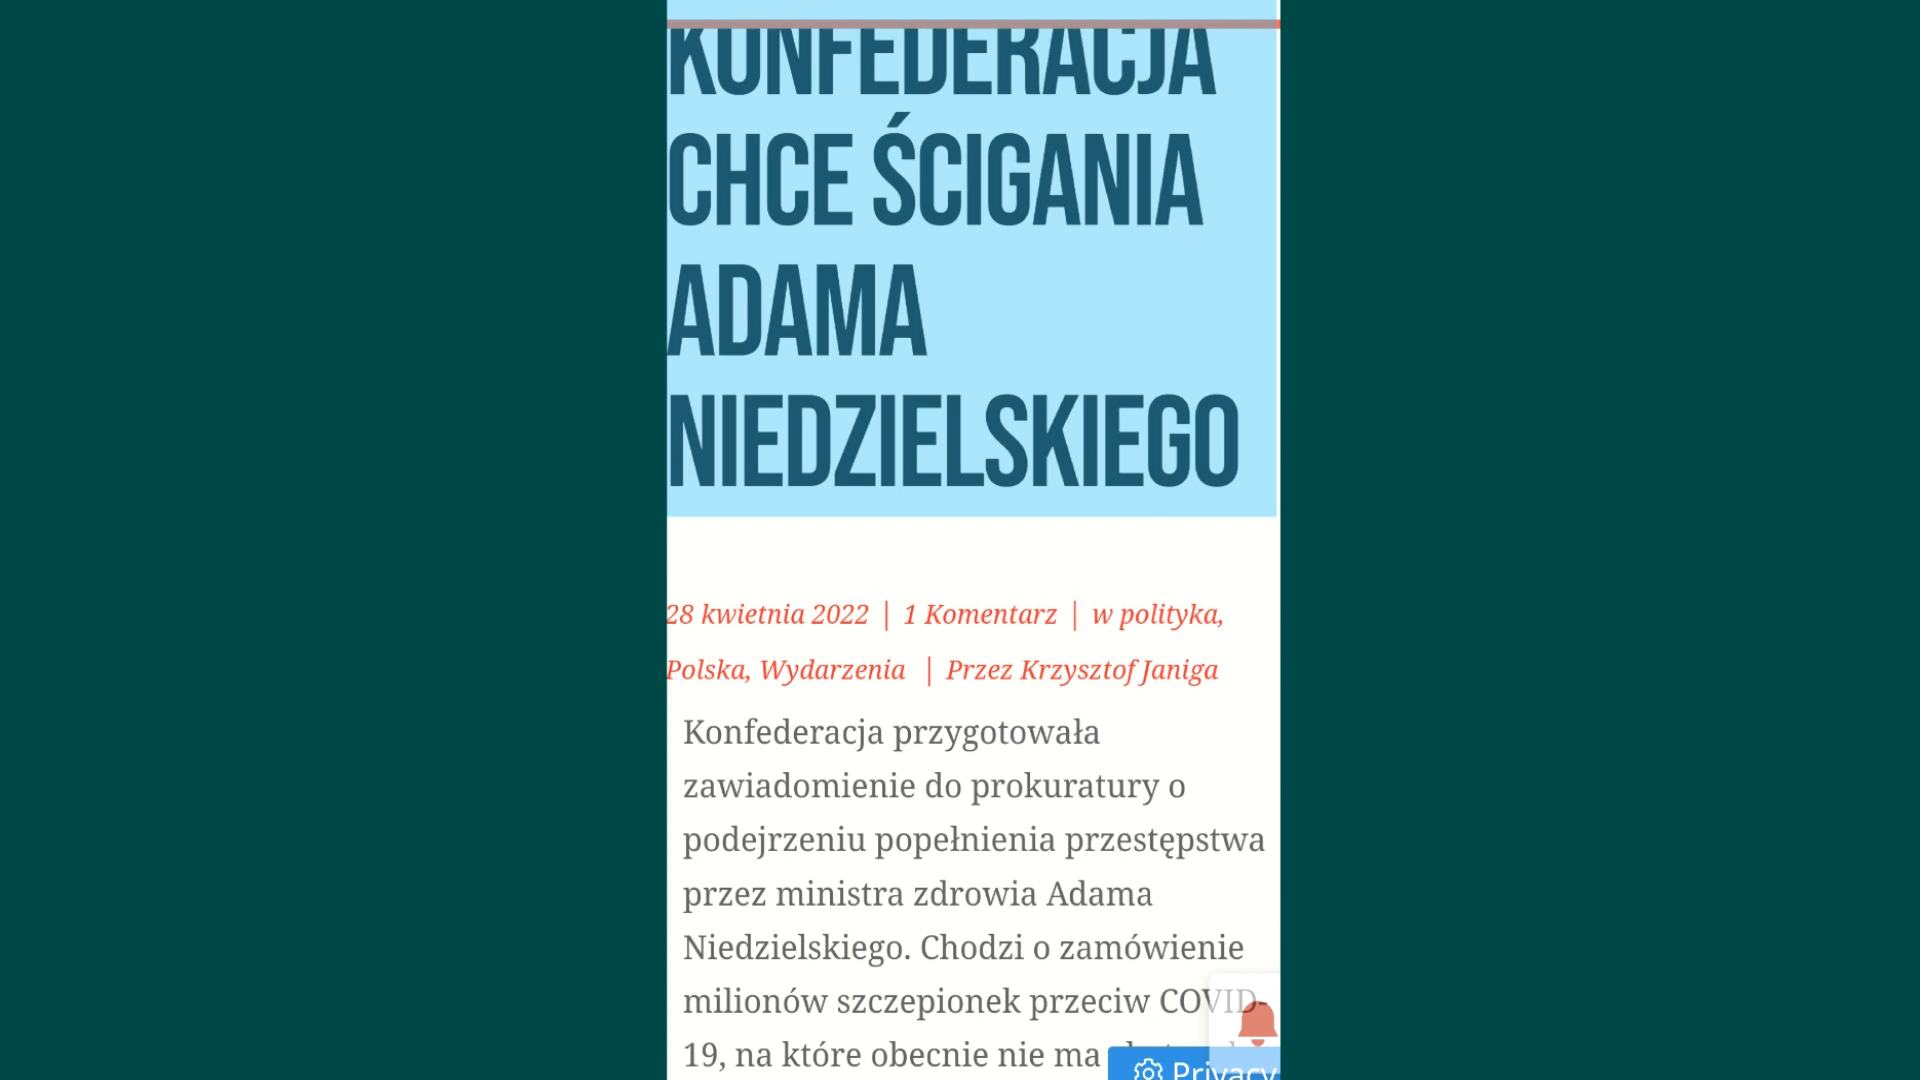 KONFEDERACJA
CHCE ŚCIGANIA
ADAMA
NIEDZIELSKIEGO
28 kwietnia 2022 | 1 Komentarz | w polityka,
Polska, Wydarzenia | Przez Krzysztof Janiga
Konfederacja przygotowała
zawiadomienie do prokuratury o
podejrzeniu popełnienia przestępstwa
przez ministra zdrowia Adama
Niedzielskiego. Chodzi o zamówienie
milionów szczepionek przeciw COVID-
19, na które obecnie nie ma
Privacy